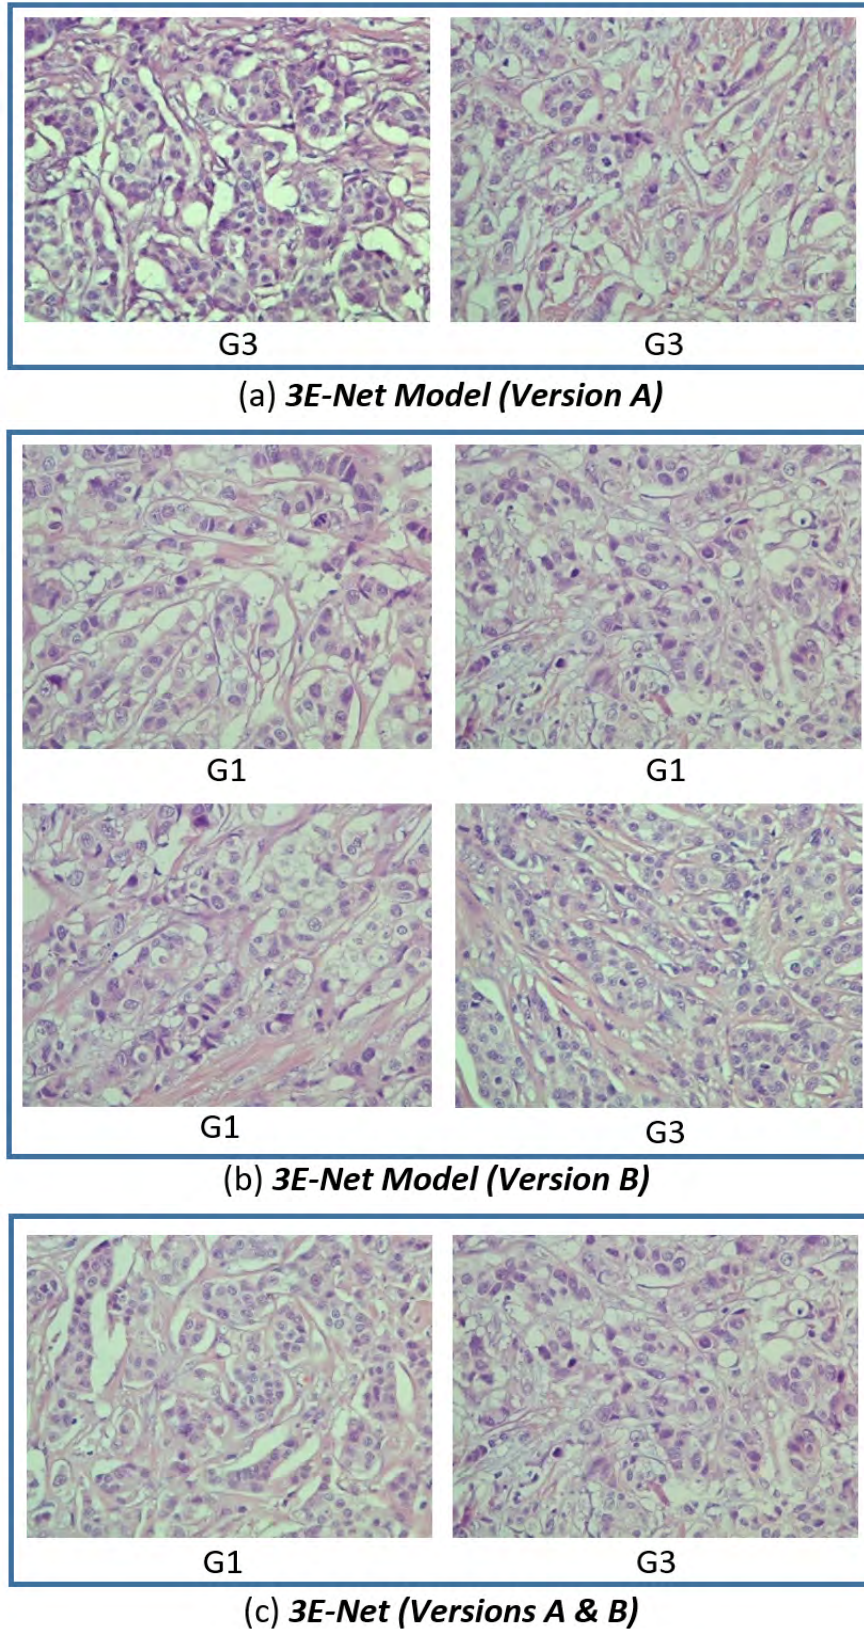 G3 G3
(a) 3E-Net Model (Version A)
G1 G1
G1 G3
(b) 3E-Net Model (Version B)
G1 G3
(c) 3E-Net (Versions A & B)